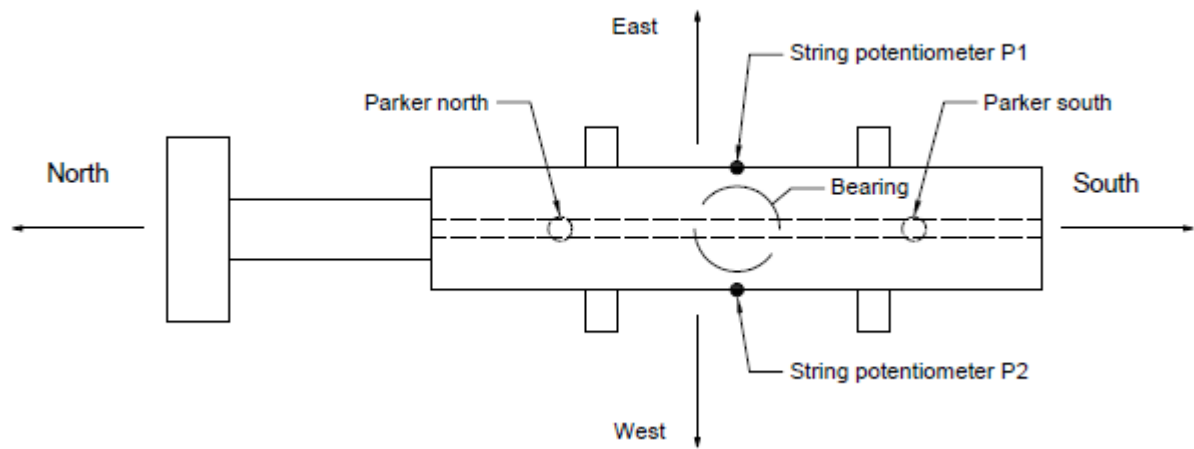 East
String potentiometer P1
Parker north
Parker south
North
Bearing
South
String potentiometer P2
West